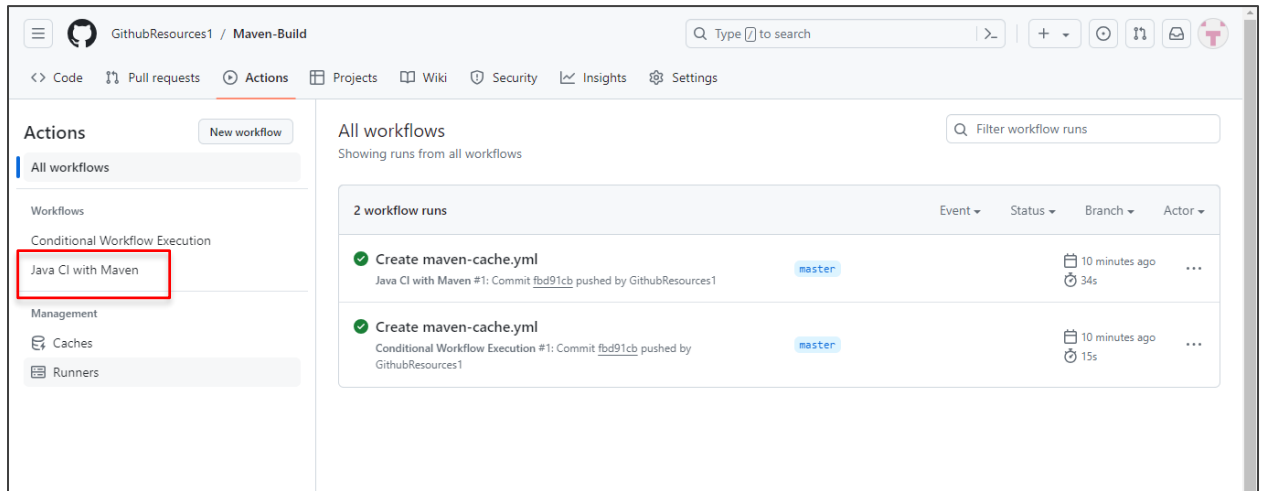 GithubResources1 / Maven-Build
Type / to search
<> Code Pull requests Actions Projects Wiki Security Insights Settings
Actions
New workflow
All workflows
Workflows
Conditional Workflow Execution
Java CI with Maven
Management
Caches
Runners
All workflows
Showing runs from all workflows
Filter workflow runs
2 workflow runs
Event Status Branch Actor
Create maven-cache.yml
Java CI with Maven #1: Commit fbd91cb pushed by GithubResources1
master
10 minutes ago
34s
Create maven-cache.yml
Conditional Workflow Execution #1: Commit fbd91cb pushed by
GithubResources1
master
10 minutes ago
15s